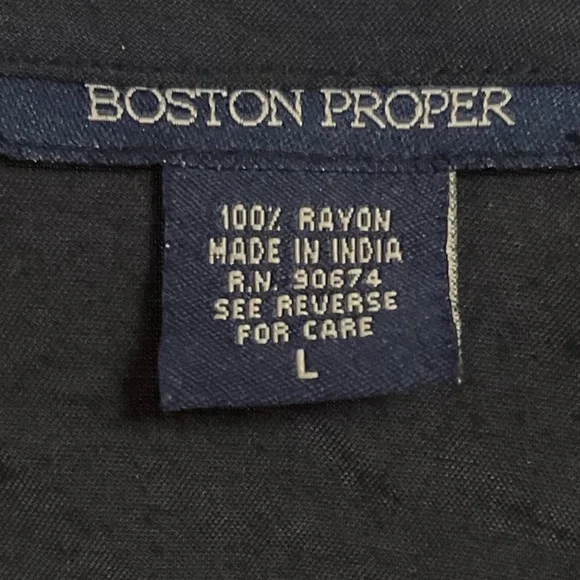 BOSTON PROPER
100% RAYON
MADE IN INDIA
R.N. 90674
SEE REVERSE
FOR CARE
L